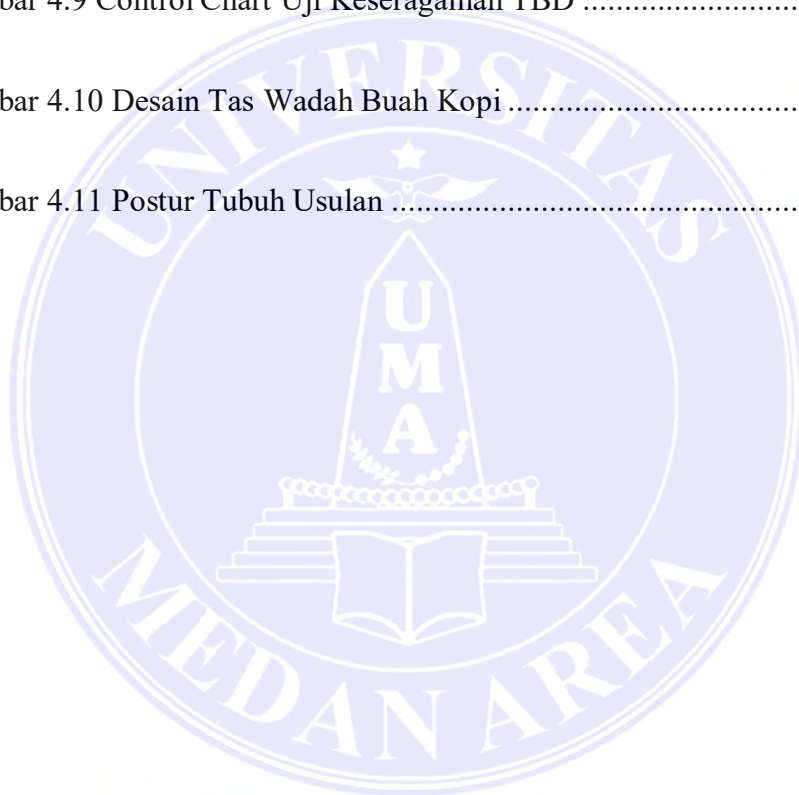 bar 4.9 Control Chart Uji Keseragaman TBD ........................
bar 4.10 Desain Tas Wadah Buah Kopi ..................................
bar 4.11 Postur Tubuh Usulan ................................................
UNIVERSITAS
U
M
A
MEDAN AREA